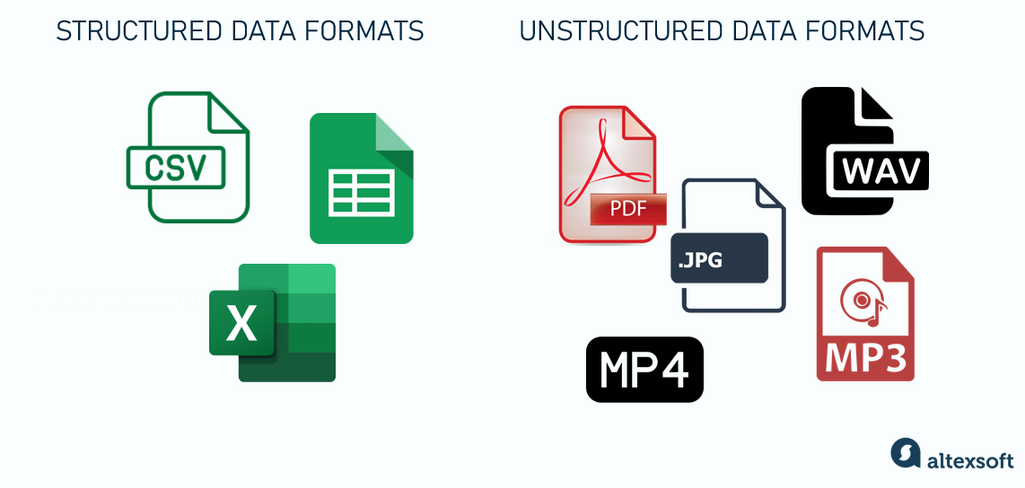 STRUCTURED DATA FORMATS
UNSTRUCTURED DATA FORMATS
CSV
X
PDF
.JPG
WAV
MP4
MP3
altexsoft